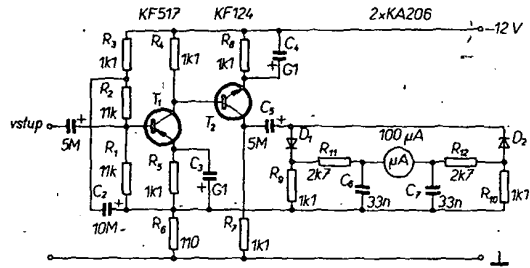 KF517 KF124 2xKA206
-12 V
R3 1k1
R4 1k1
R8 1k1
C4 G1
R2 11k
T1
T2
C5 5M
vstup
5M
R1 11k
R5 1k1
C3 G1
C2 10M
R6 110
R7 1k1
D1
R11 2k7
100 μA
μA
R12 2k7
D2
R9 1k1
C6 33n
C7 33n
R10 1k1